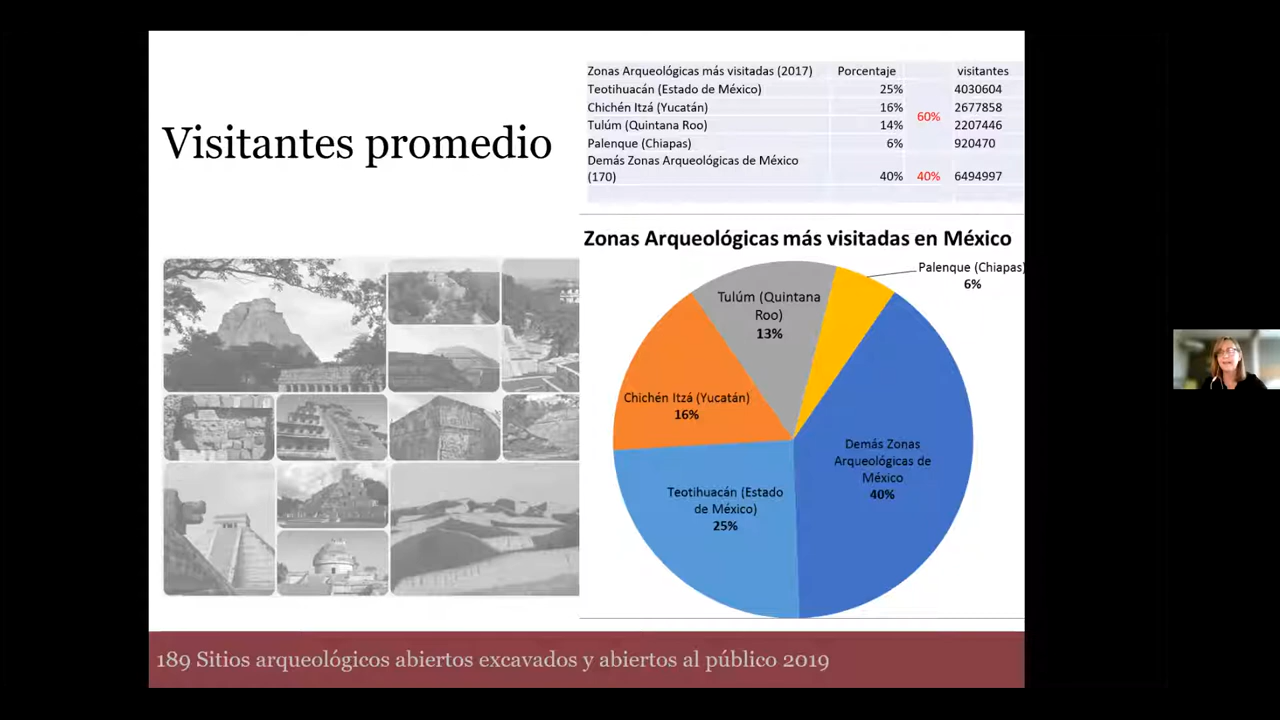 Visitantes promedio
Zonas Arqueológicas más visitadas (2017) Porcentaje visitantes
Teotihuacán (Estado de México) 25% 4030604
Chichén Itzá (Yucatán) 16% 2677858
60%
Tulúm (Quintana Roo) 14% 2207446
Palenque (Chiapas) 6% 920470
Demás Zonas Arqueológicas de México
(170) 40% 40% 6494997
Zonas Arqueológicas más visitadas en México
Palenque (Chiapas)
6%
Tulúm (Quintana
Roo)
13%
Chichén Itzá (Yucatán)
16%
Demás Zonas
Arqueológicas de
México
40%
Teotihuacán (Estado
de México)
25%
189 Sitios arqueológicos abiertos excavados y abiertos al público 2019